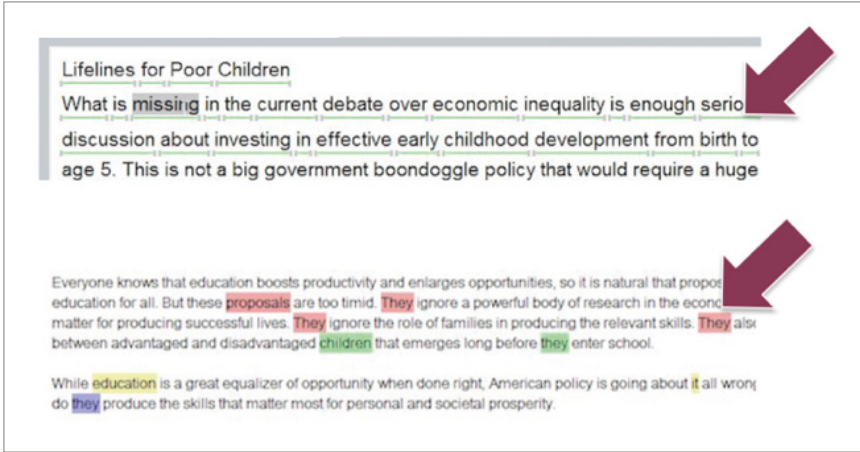 Lifelines for Poor Children
What is missing in the current debate over economic inequality is enough
discussion about investing in effective early childhood development from birth to
age 5. This is not a big government boondoggle policy that would require a huge
Everyone knows that education boosts productivity and enlarges opportunities, so it is natural that
education for all. But these proposals are too timid. They ignore a powerful body of research in the
matter for producing successful lives. They ignore the role of families in producing the relevant skills. They
between advantaged and disadvantaged children that emerges long before they enter school.
While education is a great equalizer of opportunity when done right, American policy is going about it all
do they produce the skills that matter most for personal and societal prosperity.